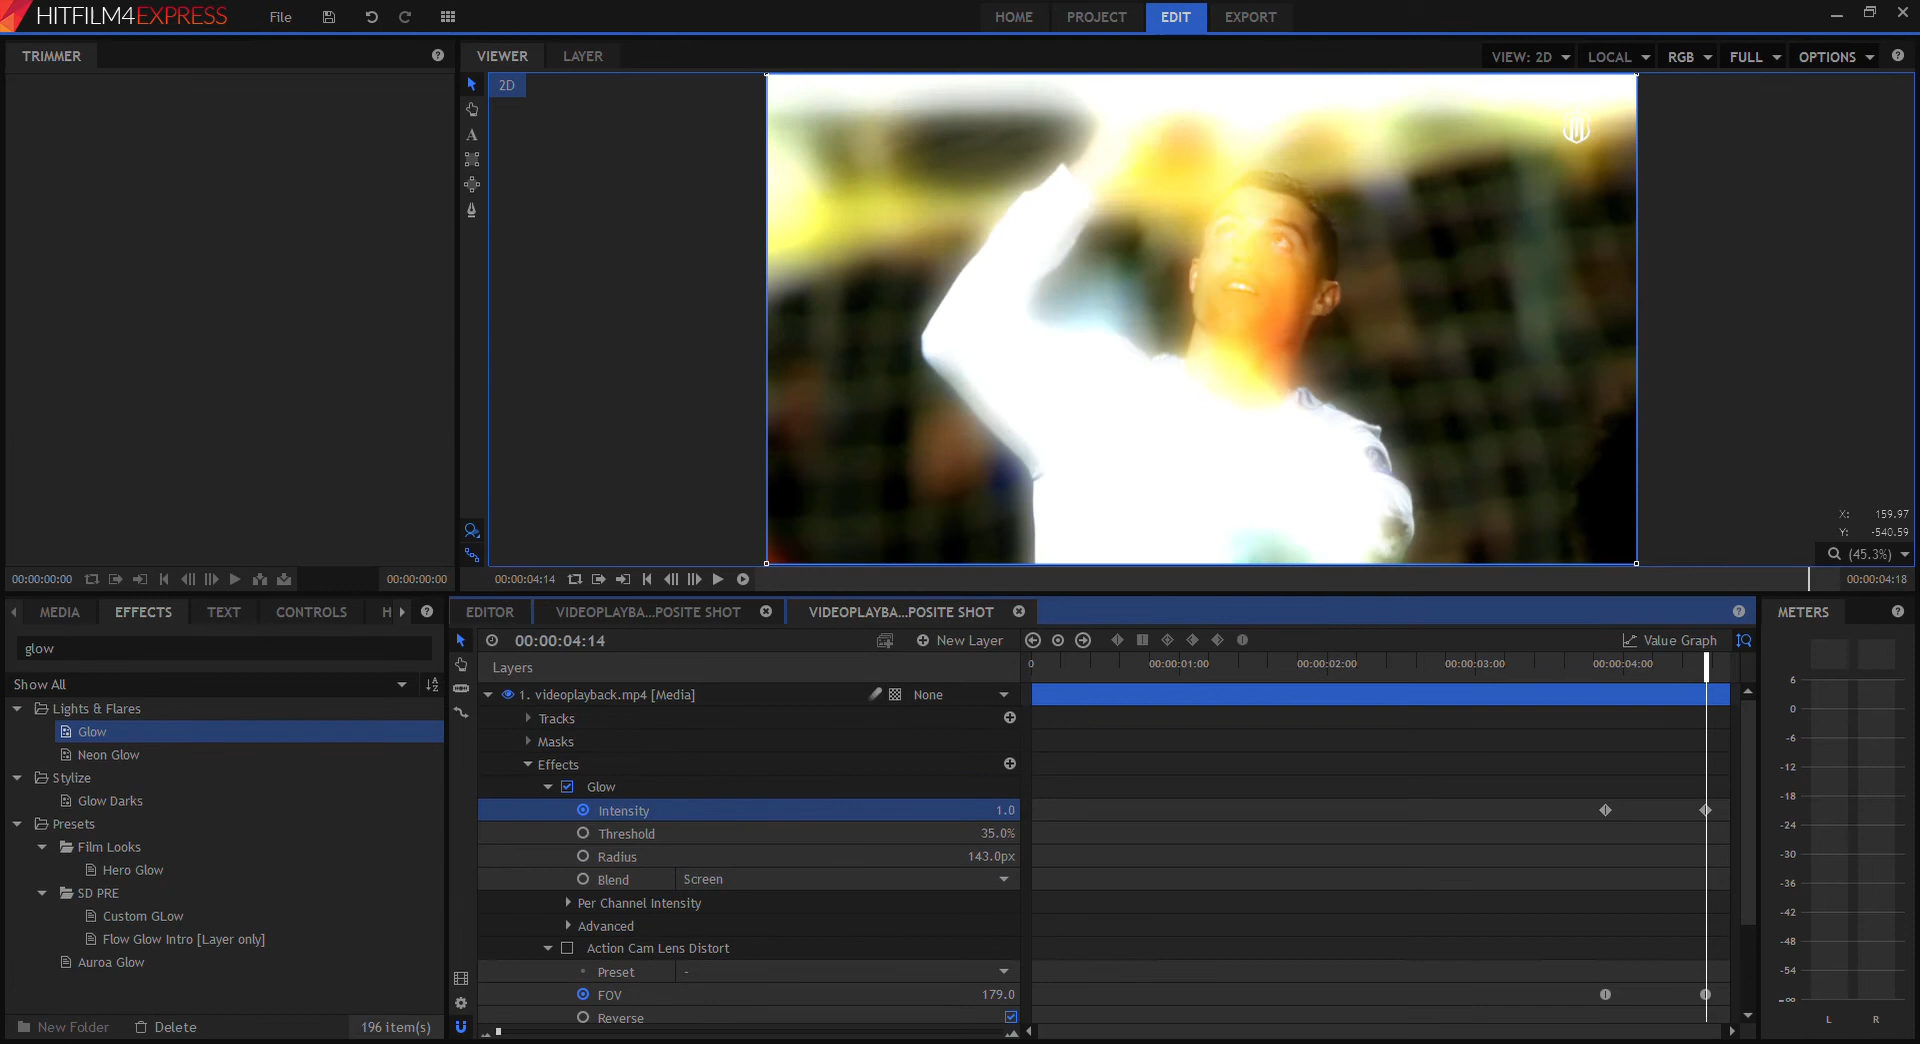 HITFILM4EXPRESS File HOME PROJECT EDIT EXPORT
TRIMMER
VIEWER LAYER VIEW: 2D LOCAL RGB FULL OPTIONS
2D
X: 159.97
Y: -540.59
(45.3%)
00:00:00:00 00:00:00:00
00:00:04:14 00:00:04:18
MEDIA EFFECTS TEXT CONTROLS H
glow
Show All
Lights & Flares
Glow
Neon Glow
Stylize
Glow Darks
Presets
Film Looks
Hero Glow
SD PRE
Custom GLow
Flow Glow Intro [Layer only]
Auroa Glow
New Folder Delete 196 item(s)
EDITOR VIDEOPLAYBA...POSITE SHOT VIDEOPLAYBA...POSITE SHOT
00:00:04:14 New Layer Value Graph
Layers 0 00:00:01:00 00:00:02:00 00:00:03:00 00:00:04:00
1. videoplayback.mp4 [Media] None
Tracks
Masks
Effects
Glow
Intensity 1.0
Threshold 35.0%
Radius 143.0px
Blend Screen
Per Channel Intensity
Advanced
Action Cam Lens Distort
Preset -
FOV 179.0
Reverse
METERS
6
0
-6
-12
-18
-24
-30
-36
-42
-48
-54
-∞
L R